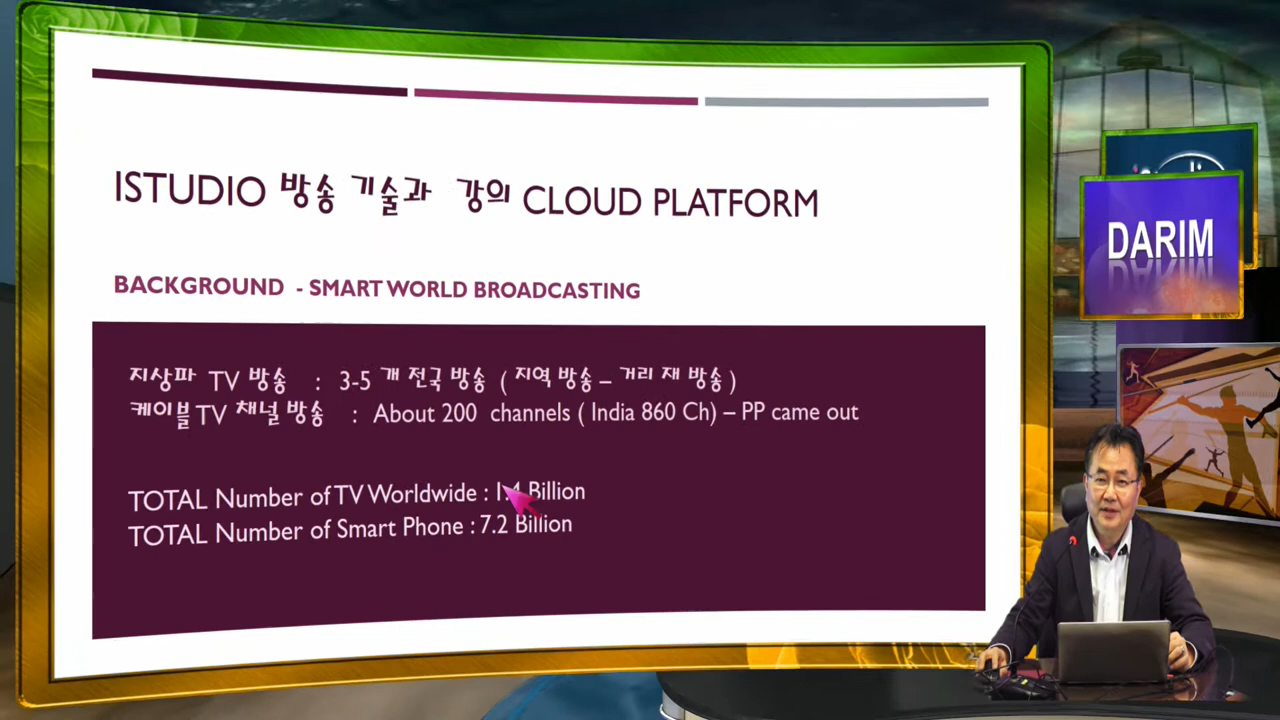 ISTUDIO 방송 기술과 강의 CLOUD PLATFORM
BACKGROUND - SMART WORLD BROADCASTING
지상파 TV 방송 : 3-5 개 전국 방송 ( 지역 방송 – 거리 재 방송 )
케이블TV 채널 방송 : About 200 channels ( India 860 Ch) – PP came out
TOTAL Number of TV Worldwide : 1.4 Billion
TOTAL Number of Smart Phone : 7.2 Billion
DARIM